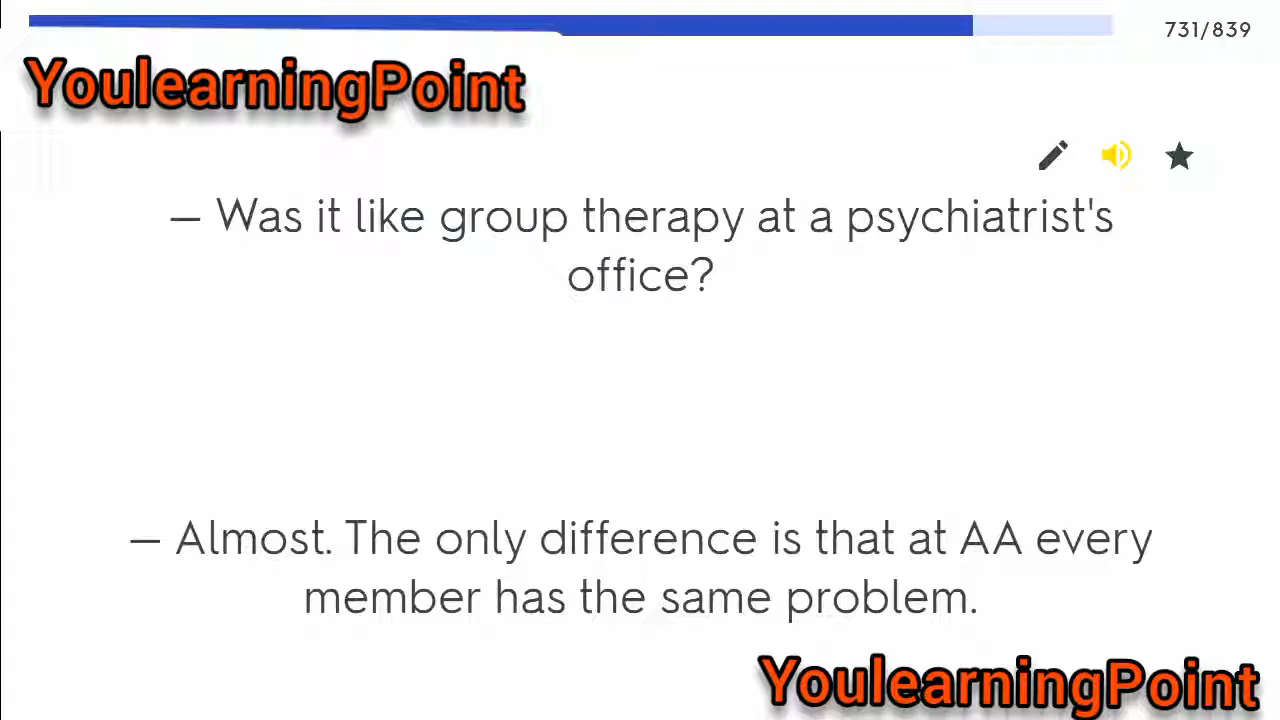 731/839
YoulearningPoint
– Was it like group therapy at a psychiatrist's
office?
– Almost. The only difference is that at AA every
member has the same problem.
YoulearningPoint